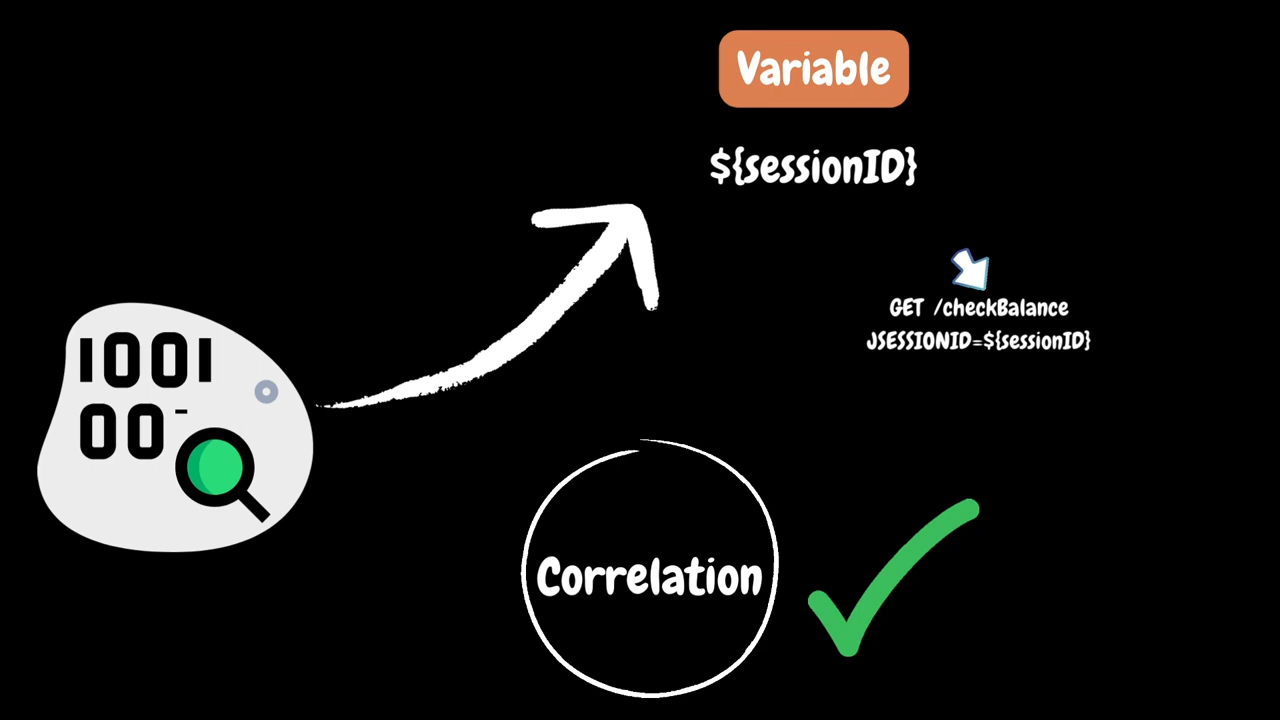 Variable
${sessionID}
GET /checkBalance
JSESSIONID=${sessionID}
1001
00-
Correlation